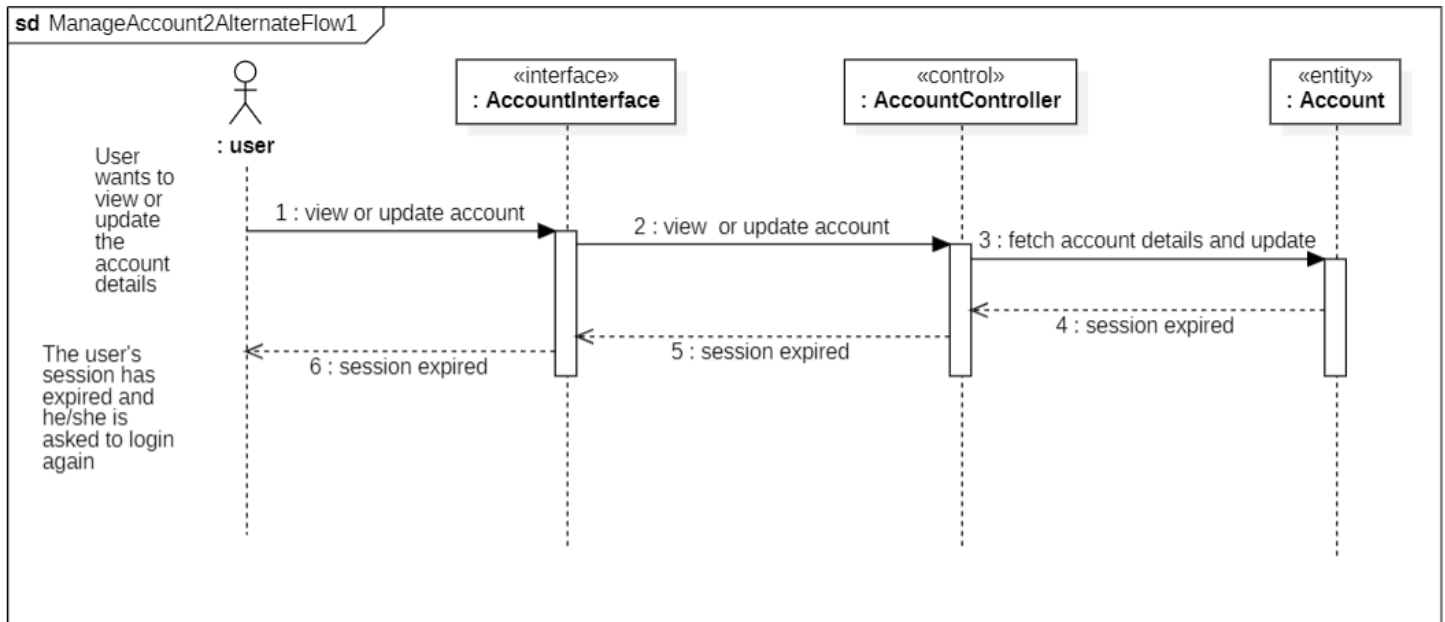 sd ManageAccount2AlternateFlow1
«interface»
: AccountInterface
«control»
: AccountController
«entity»
: Account
: user
User
wants to
view or
update
the
account
details
1 : view or update account
2 : view or update account
3 : fetch account details and update
4 : session expired
5 : session expired
6 : session expired
The user's
session has
expired and
he/she is
asked to login
again